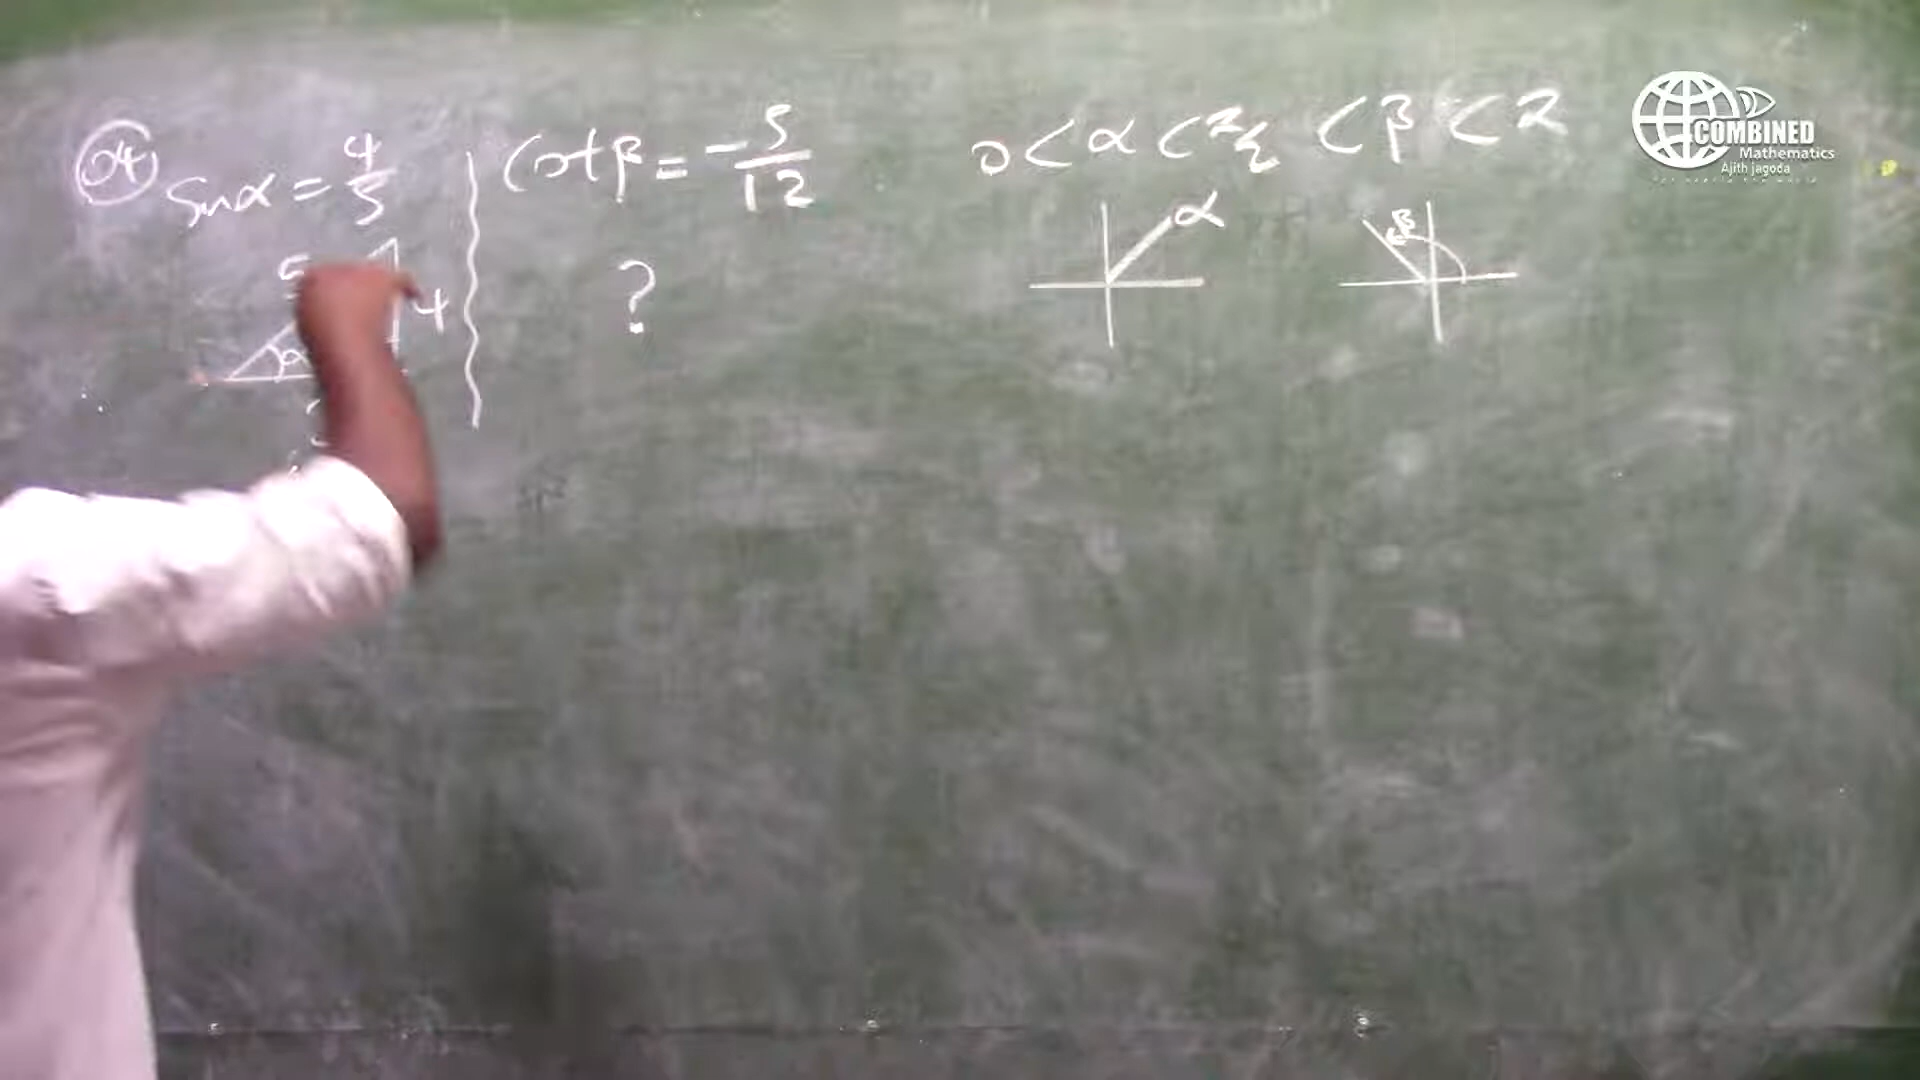 04 Sinα = 4/5 Cotβ = -5/12 0 < α < π/2 < β < π
α β
5 4 ?
α
COMBINED
Mathematics
Ajith jagoda